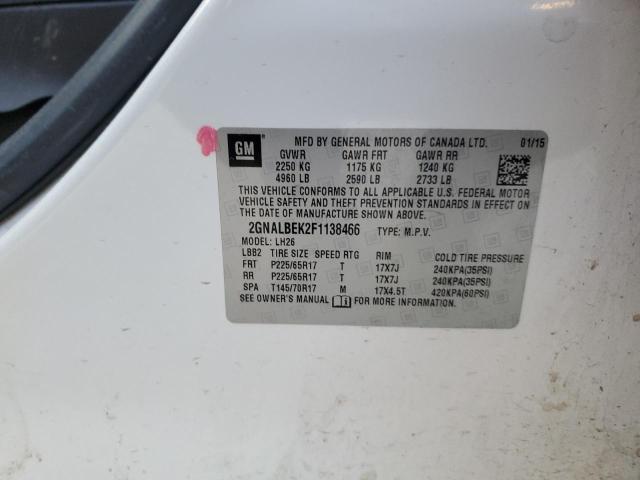 GM
MFD BY GENERAL MOTORS OF CANADA LTD. 01/15
GVWR GAWR FRT GAWR RR
2250 KG 1175 KG 1240 KG
4960 LB 2590 LB 2733 LB
THIS VEHICLE CONFORMS TO ALL APPLICABLE U.S. FEDERAL MOTOR
VEHICLE SAFETY AND THEFT PREVENTION STANDARDS IN EFFECT ON
THE DATE OF MANUFACTURE SHOWN ABOVE.
2GNALBEK2F1138466 TYPE: M.P.V.
MODEL: LH26
LBB2 TIRE SIZE SPEED RTG RIM COLD TIRE PRESSURE
FRT P225/65R17 T 17X7J 240KPA(35PSI)
RR P225/65R17 T 17X7J 240KPA(35PSI)
SPA T145/70R17 M 17X4.5T 420KPA(60PSI)
SEE OWNER'S MANUAL FOR MORE INFORMATION.